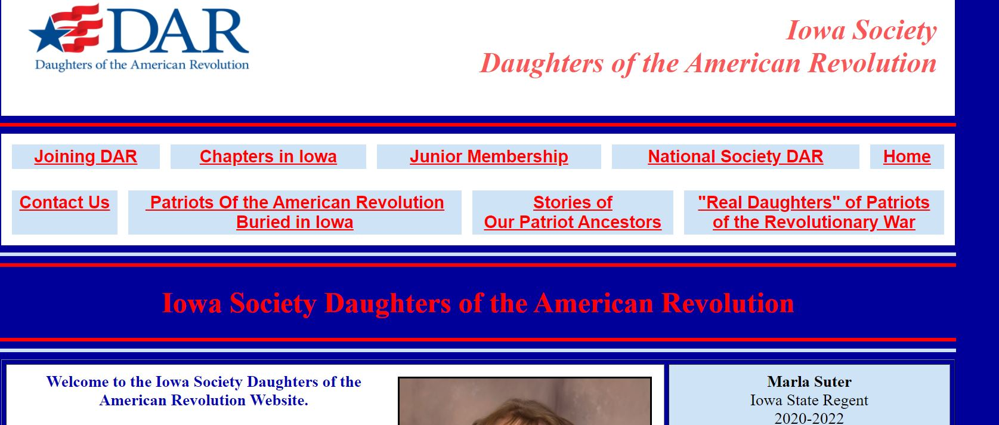 DAR
Daughters of the American Revolution
Iowa Society
Daughters of the American Revolution
Joining DAR
Chapters in Iowa
Junior Membership
National Society DAR
Home
Contact Us
Patriots Of the American Revolution
Buried in Iowa
Stories of
Our Patriot Ancestors
"Real Daughters" of Patriots
of the Revolutionary War
Iowa Society Daughters of the American Revolution
Welcome to the Iowa Society Daughters of the
American Revolution Website.
Marla Suter
Iowa State Regent
2020-2022